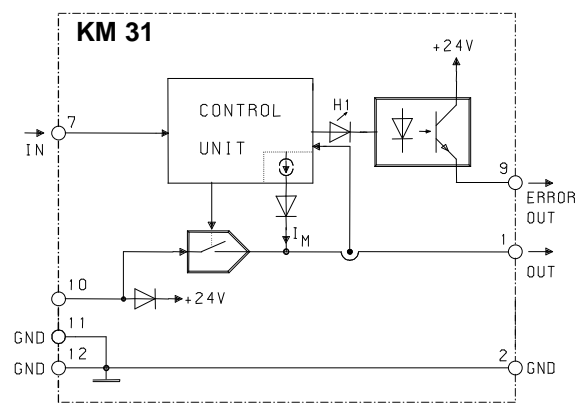 KM 31
+24V
H1
CONTROL
UNIT
7
IN
9
ERROR
OUT
IM
1
OUT
10
+24V
11
GND
12
GND
2
GND